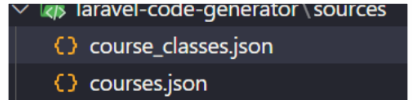 laravel-code-generator\sources
{} course_classes.json
{} courses.json